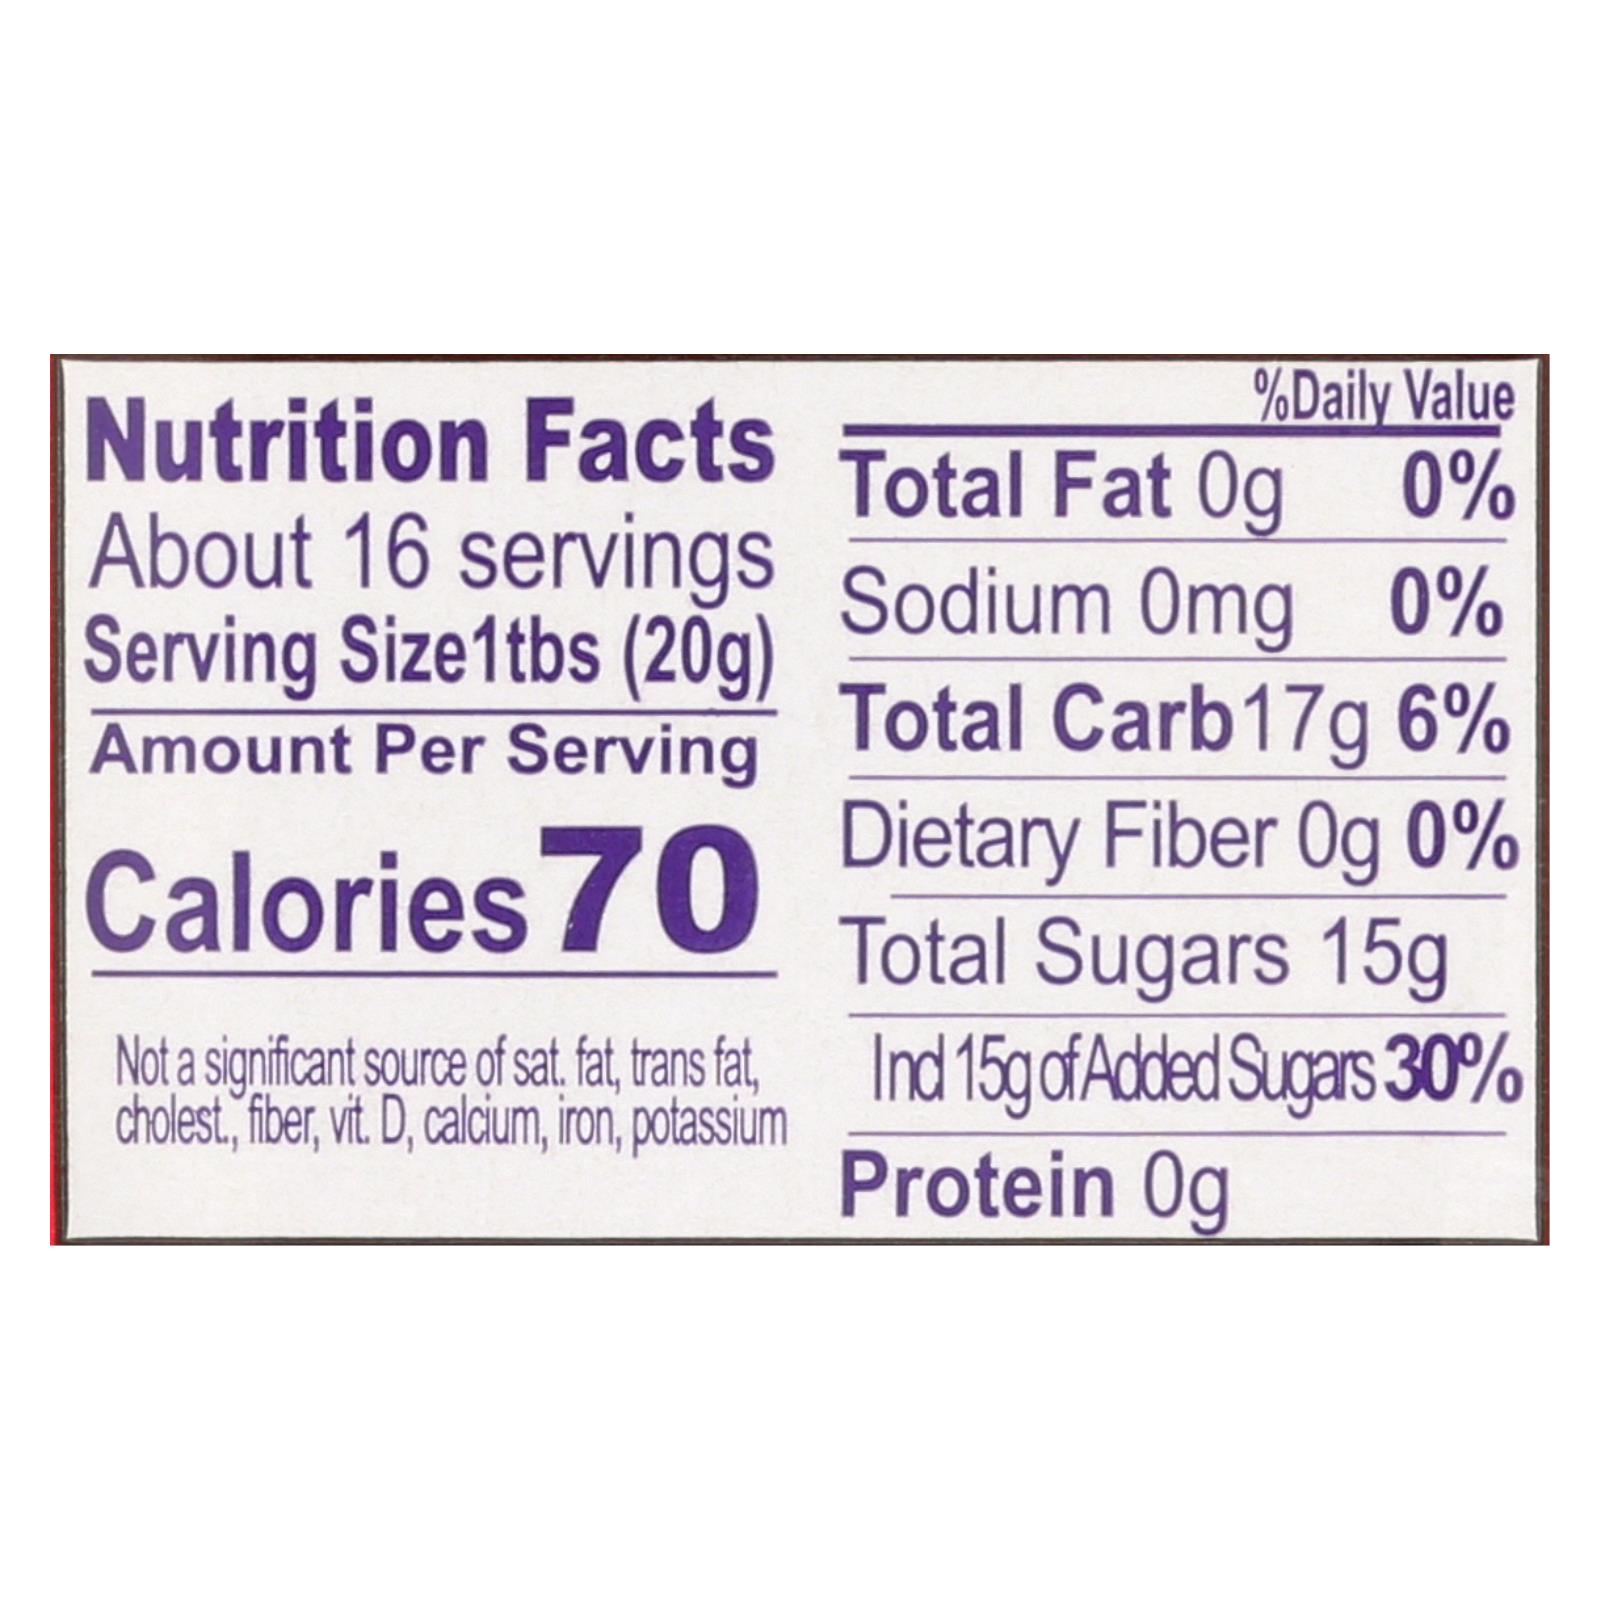 Nutrition Facts
About 16 servings
Serving Size1tbs (20g)
Amount Per Serving
Calories 70
Not a significant source of sat. fat, trans fat,
cholest., fiber, vit. D, calcium, iron, potassium
%Daily Value
Total Fat 0g 0%
Sodium 0mg 0%
Total Carb 17g 6%
Dietary Fiber 0g 0%
Total Sugars 15g
Incl 15g of Added Sugars 30%
Protein 0g